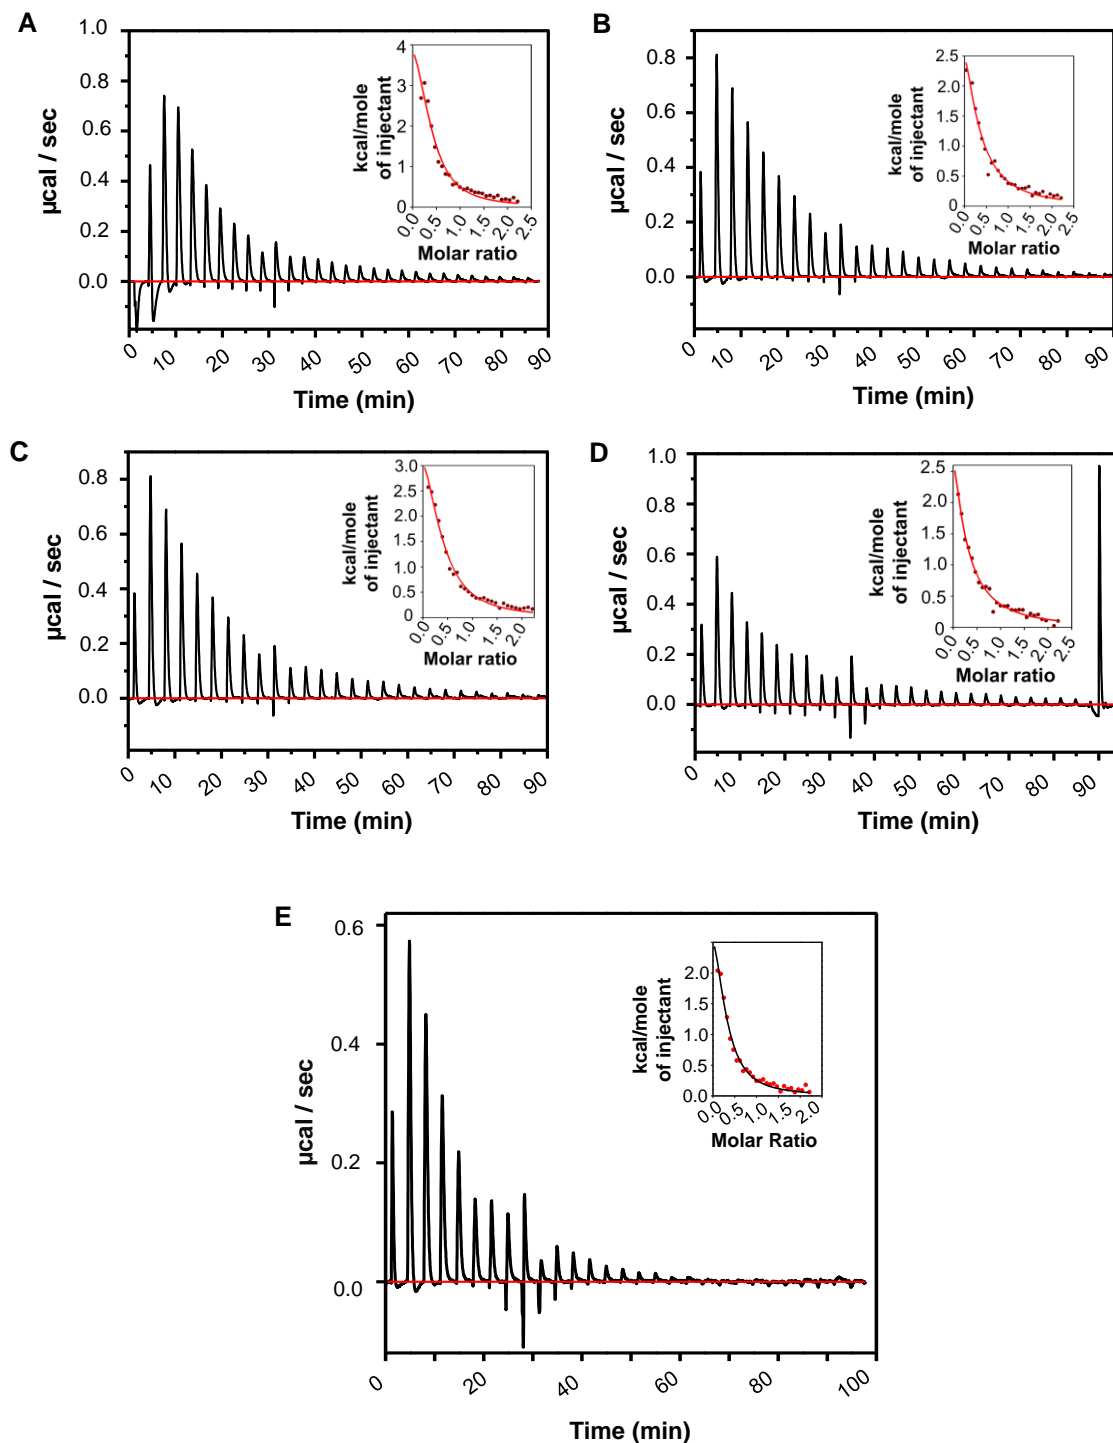 A
1.0
0.8
0.6
0.4
0.2
0.0
µcal / sec
0 10 20 30 40 50 60 70 80 90
Time (min)
4
3
2
1
0
kcal/mole
of injectant
0.0 0.5 1.0 1.5 2.0 2.5
Molar ratio
B
0.8
0.6
0.4
0.2
0.0
µcal / sec
0 10 20 30 40 50 60 70 80 90
Time (min)
2.5
2.0
1.5
1.0
0.5
0
kcal/mole
of injectant
0.0 0.5 1.0 1.5 2.0 2.5
Molar ratio
C
0.8
0.6
0.4
0.2
0.0
µcal / sec
0 10 20 30 40 50 60 70 80 90
Time (min)
3.0
2.5
2.0
1.5
1.0
0.5
0
kcal/mole
of injectant
0.0 0.5 1.0 1.5 2.0
Molar ratio
D
1.0
0.8
0.6
0.4
0.2
0.0
µcal / sec
0 10 20 30 40 50 60 70 80 90
Time (min)
2.5
2.0
1.5
1.0
0.5
0
kcal/mole
of injectant
0.0 0.5 1.0 1.5 2.0 2.5
Molar ratio
E
0.6
0.4
0.2
0.0
µcal / sec
0 20 40 60 80 100
Time (min)
2.0
1.5
1.0
0.5
0.0
kcal/mole
of injectant
0.0 0.5 1.0 1.5 2.0
Molar Ratio